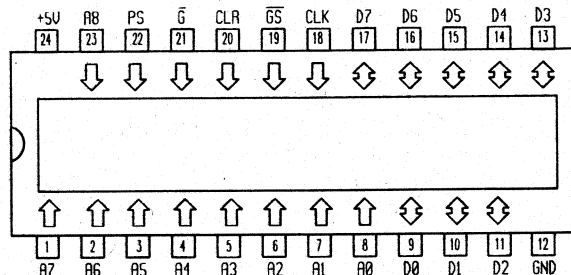 +5V A8 PS G̅ CLR G̅S̅ CLK D7 D6 D5 D4 D3
24 23 22 21 20 19 18 17 16 15 14 13
1 2 3 4 5 6 7 8 9 10 11 12
A7 A6 A5 A4 A3 A2 A1 A0 D0 D1 D2 GND